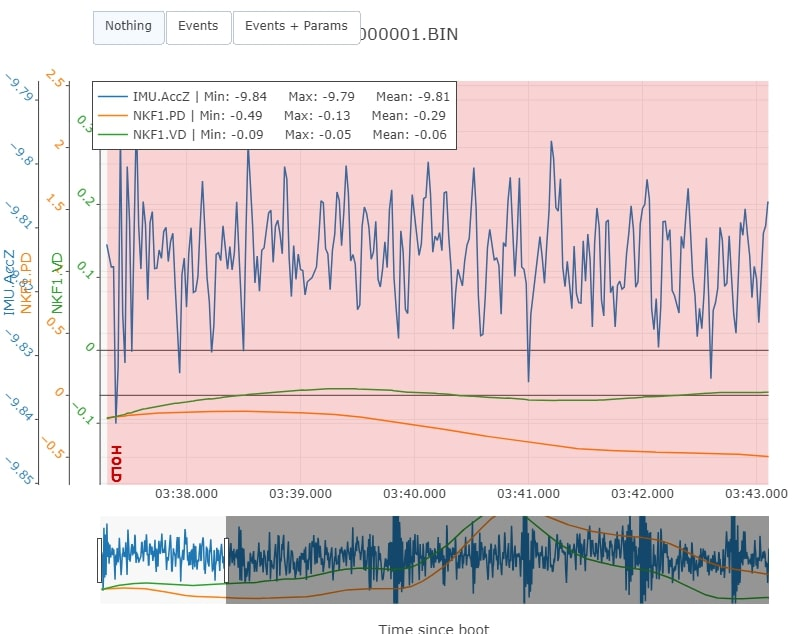 Nothing Events Events + Params
000001.BIN
IMU.AccZ | Min: -9.84 Max: -9.79 Mean: -9.81
NKF1.PD | Min: -0.49 Max: -0.13 Mean: -0.29
NKF1.VD | Min: -0.09 Max: -0.05 Mean: -0.06
IMU.AccZ
−9.79
−9.8
−9.81
−9.83
−9.84
−9.85
NKF1.PD
2.5
2
1.5
0.5
0
−0.5
NKF1.VD
0.3
0.2
0.1
0
−0.1
HOLD
03:38.000 03:39.000 03:40.000 03:41.000 03:42.000 03:43.000
Time since boot